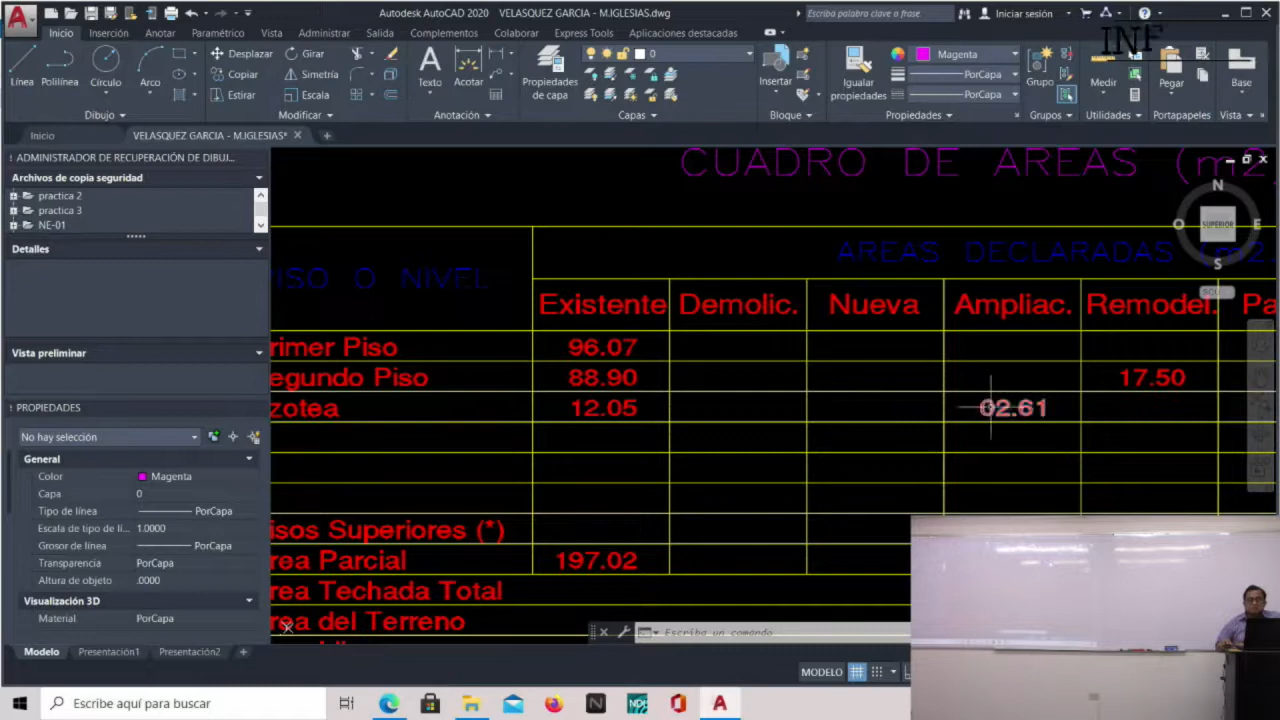 Autodesk AutoCAD 2020 VELASQUEZ GARCIA - M.IGLESIAS.dwg
Escriba palabra clave o frase
Iniciar sesión
INF
Inicio Inserción Anotar Paramétrico Vista Administrar Salida Complementos Colaborar Express Tools Aplicaciones destacadas
Línea Polilínea Círculo Arco
Desplazar Girar
Copiar Simetría
Estirar Escala
Texto Acotar
Propiedades de capa
0
Insertar
Igualar propiedades
Magenta
PorCapa
PorCapa
Grupo Medir Pegar Base
Dibujo Modificar Anotación Capas Bloque Propiedades Grupos Utilidades Portapapeles Vista
Inicio VELASQUEZ GARCIA - M.IGLESIAS*
ADMINISTRADOR DE RECUPERACIÓN DE DIBUJ...
Archivos de copia seguridad
practica 2
practica 3
NE-01
Detalles
Vista preliminar
PROPIEDADES
No hay selección
General
Color Magenta
Capa 0
Tipo de línea PorCapa
Escala de tipo de lí... 1.0000
Grosor de línea PorCapa
Transparencia PorCapa
Altura de objeto .0000
Visualización 3D
Material PorCapa
CUADRO DE AREAS (m2
N
O SUPERIOR E
S
SCU
PISO O NIVEL AREAS DECLARADAS (m2.
Existente Demolic. Nueva Ampliac. Remodel. Pa
rimer Piso 96.07
egundo Piso 88.90 17.50
zotea 12.05 02.61
isos Superiores (*)
rea Parcial 197.02
rea Techada Total
rea del Terreno
Escriba un comando
Modelo Presentación1 Presentación2
MODELO
Escribe aquí para buscar